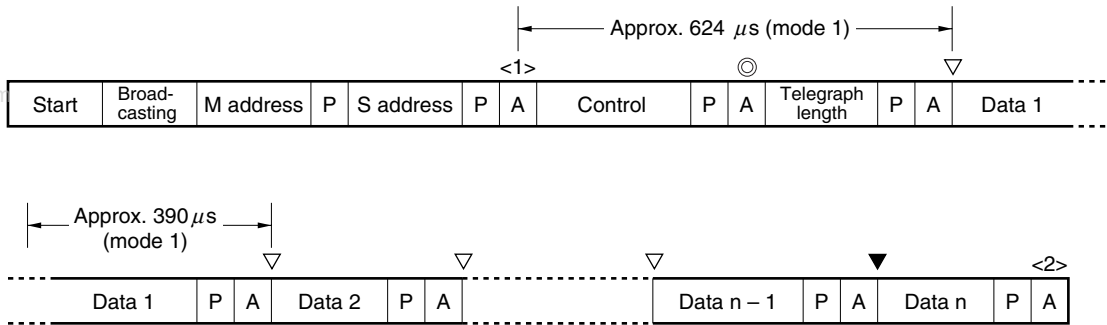 Approx. 624 μs (mode 1)
<1> ◎ ▽
Start Broad-casting M address P S address P A Control P A Telegraph length P A Data 1
Approx. 390 μs
(mode 1)
▽ ▽ ▽ ▼ <2>
Data 1 P A Data 2 P A Data n – 1 P A Data n P A